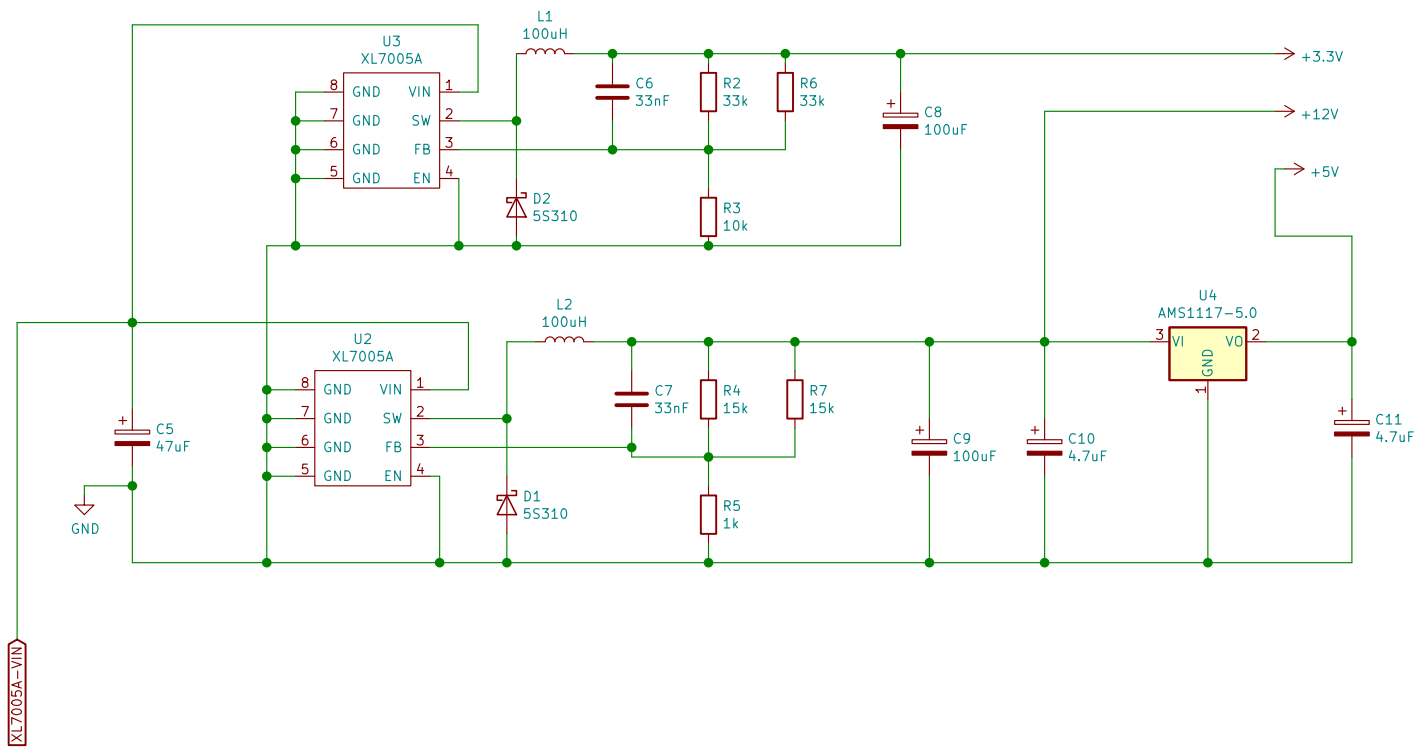 L1
100uH
U3
XL7005A
8 GND VIN 1
7 GND SW 2
6 GND FB 3
5 GND EN 4
C6
33nF
R2
33k
R6
33k
+
C8
100uF
+3.3V
+12V
+5V
D2
5S310
R3
10k
L2
100uH
U2
XL7005A
8 GND VIN 1
7 GND SW 2
6 GND FB 3
5 GND EN 4
C7
33nF
R4
15k
R7
15k
U4
AMS1117-5.0
3 VI VO 2
GND
1
+
C5
47uF
GND
D1
5S310
R5
1k
+
C9
100uF
+
C10
4.7uF
+
C11
4.7uF
XL7005A-VIN